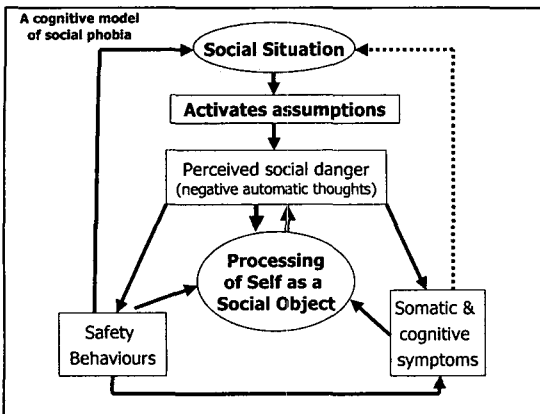 A cognitive model
of social phobia
Social Situation
Activates assumptions
Perceived social danger
(negative automatic thoughts)
Processing
of Self as a
Social Object
Safety
Behaviours
Somatic &
cognitive
symptoms